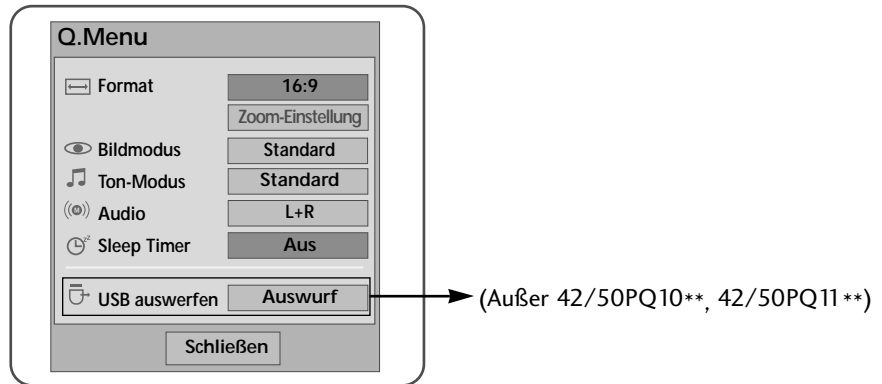 Q.Menu
Format 16:9
Zoom-Einstellung
Bildmodus Standard
Ton-Modus Standard
Audio L+R
Sleep Timer Aus
USB auswerfen Auswurf
(Außer 42/50PQ10**, 42/50PQ11**)
Schließen